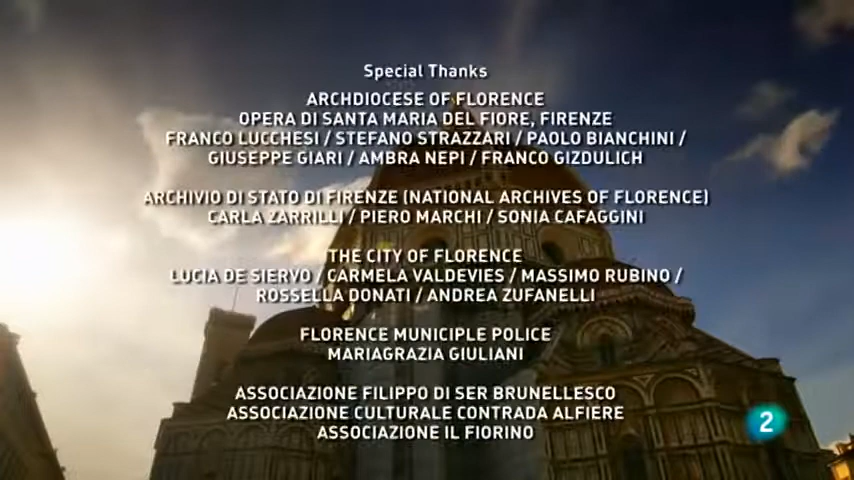 Special Thanks
ARCHDIOCESE OF FLORENCE
OPERA DI SANTA MARIA DEL FIORE, FIRENZE
FRANCO LUCCHESI / STEFANO STRAZZARI / PAOLO BIANCHINI /
GIUSEPPE GIARI / AMBRA NEPI / FRANCO GIZDULICH
ARCHIVIO DI STATO DI FIRENZE (NATIONAL ARCHIVES OF FLORENCE)
CARLA ZARRILLI / PIERO MARCHI / SONIA CAFAGGINI
THE CITY OF FLORENCE
LUCIA DE SIERVO / CARMELA VALDEVIES / MASSIMO RUBINO /
ROSSELLA DONATI / ANDREA ZUFANELLI
FLORENCE MUNICIPLE POLICE
MARIAGRAZIA GIULIANI
ASSOCIAZIONE FILIPPO DI SER BRUNELLESCO
ASSOCIAZIONE CULTURALE CONTRADA ALFIERE
ASSOCIAZIONE IL FIORINO
2